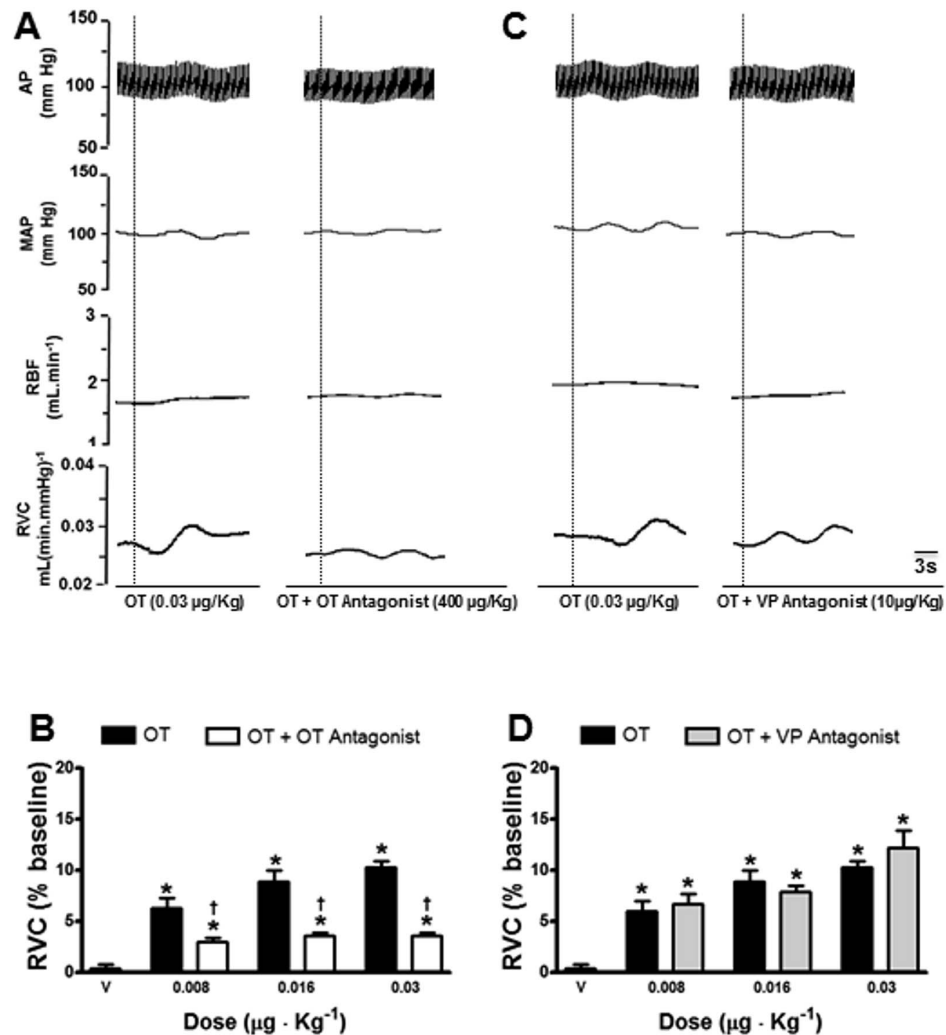 A
C
AP
(mm Hg)
150
100
50
MAP
(mm Hg)
150
100
50
RBF
(mL.min⁻¹)
3
2
1
RVC
mL(min.mmHg)⁻¹
0.04
0.03
0.02
3s
OT (0.03 µg/Kg)
OT + OT Antagonist (400 µg/Kg)
OT (0.03 µg/Kg)
OT + VP Antagonist (10µg/Kg)
B
OT
OT + OT Antagonist
RVC (% baseline)
20
15
10
5
0
* † * * † * * † *
V 0.008 0.016 0.03
Dose (µg · Kg⁻¹)
D
OT
OT + VP Antagonist
RVC (% baseline)
20
15
10
5
0
* * * * * *
V 0.008 0.016 0.03
Dose (µg · Kg⁻¹)